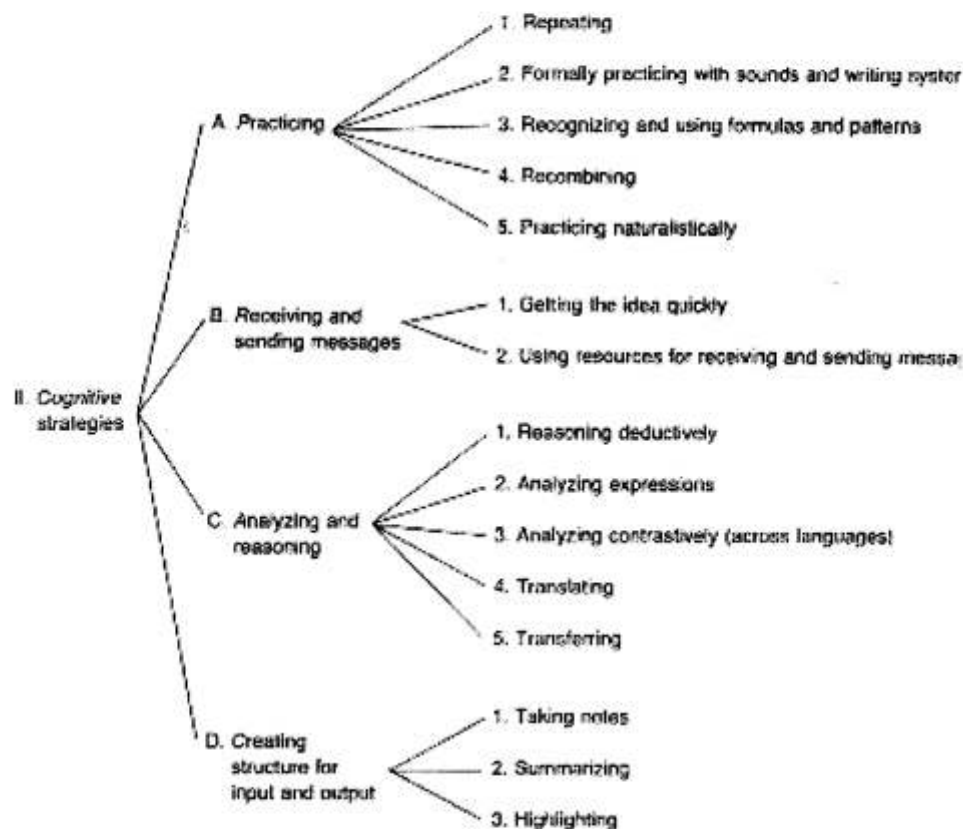 II. Cognitive
strategies
A. Practicing
1. Repeating
2. Formally practicing with sounds and writing syster
3. Recognizing and using formulas and patterns
4. Recombining
5. Practicing naturalistically
B. Receiving and
sending messages
1. Getting the idea quickly
2. Using resources for receiving and sending messa
C. Analyzing and
reasoning
1. Reasoning deductively
2. Analyzing expressions
3. Analyzing contrastively (across languages)
4. Translating
5. Transferring
D. Creating
structure for
input and output
1. Taking notes
2. Summarizing
3. Highlighting